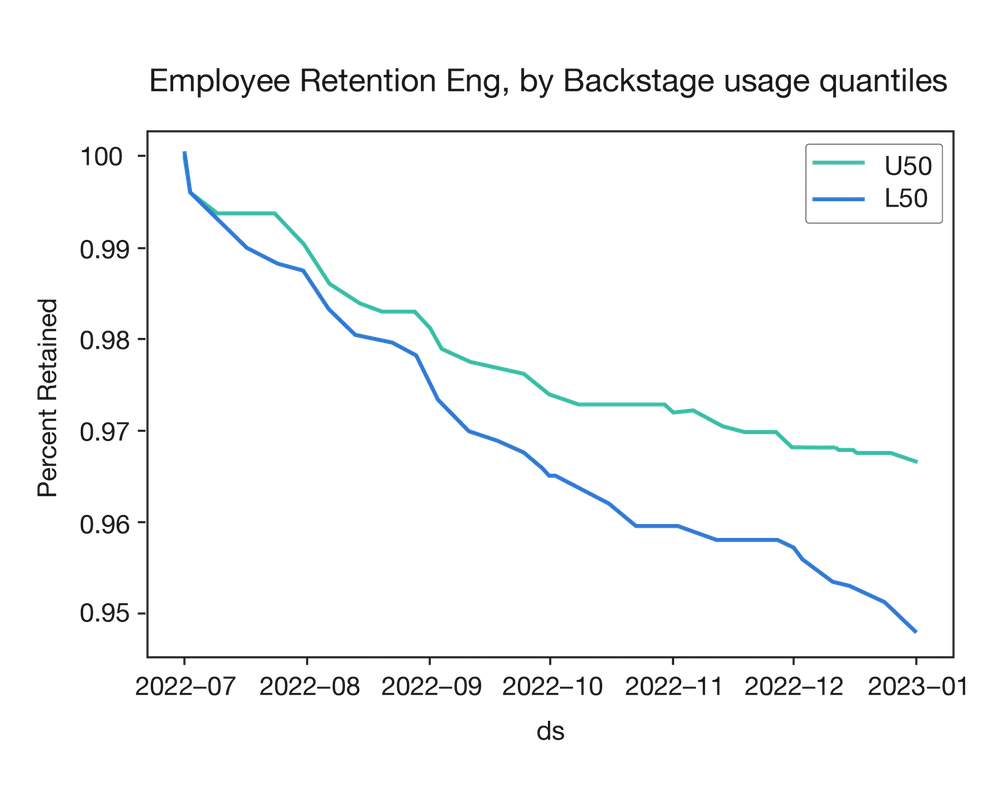 Employee Retention Eng, by Backstage usage quantiles
U50
L50
100
0.99
0.98
0.97
0.96
0.95
Percent Retained
2022–07
2022–08
2022–09
2022–10
2022–11
2022–12
2023–01
ds